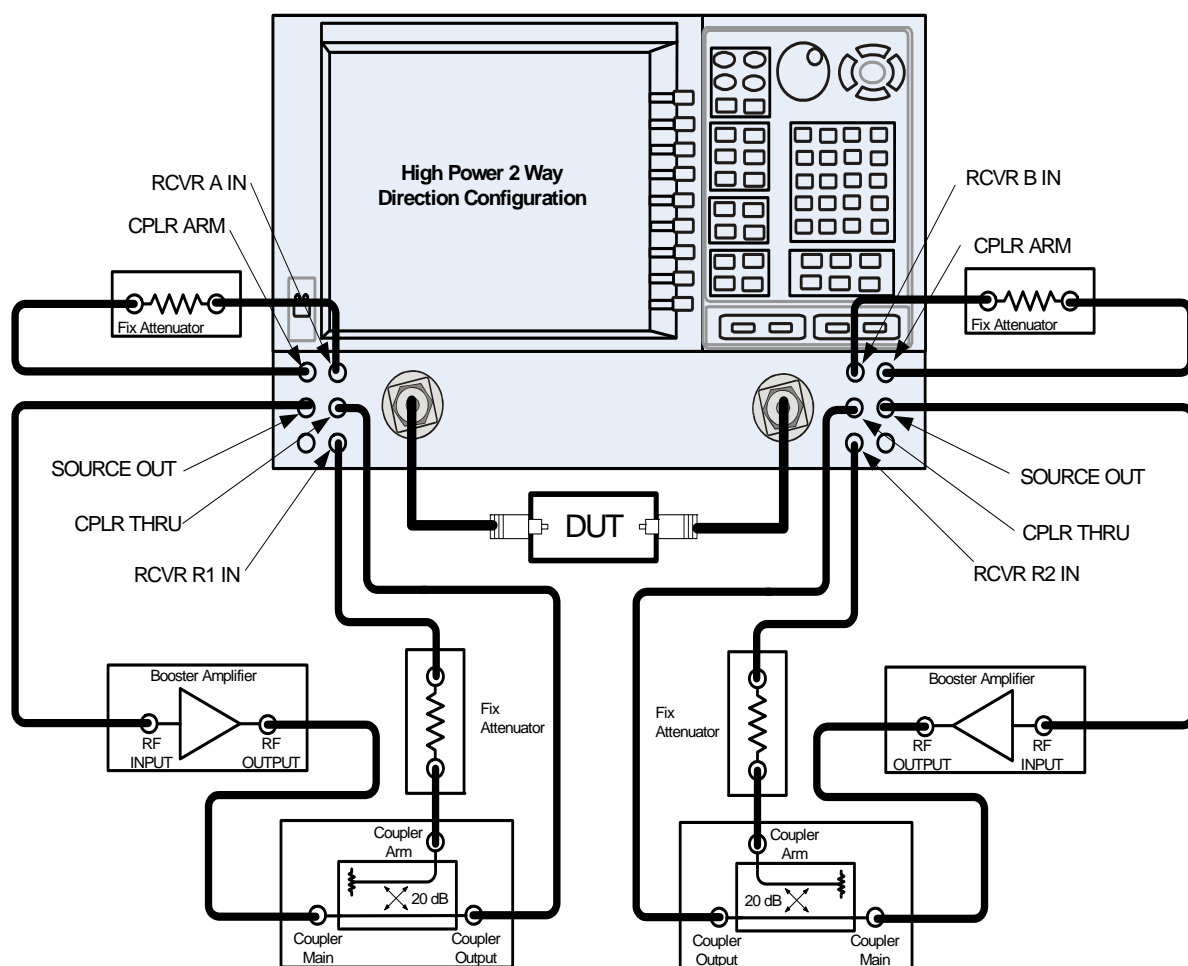 High Power 2 Way
Direction Configuration
RCVR A IN
CPLR ARM
Fix Attenuator
SOURCE OUT
CPLR THRU
RCVR R1 IN
RCVR B IN
CPLR ARM
Fix Attenuator
SOURCE OUT
CPLR THRU
RCVR R2 IN
DUT
Booster Amplifier
RF
INPUT
RF
OUTPUT
Fix
Attenuator
Coupler
Arm
20 dB
Coupler
Main
Coupler
Output
Fix
Attenuator
Booster Amplifier
RF
OUTPUT
RF
INPUT
Coupler
Arm
20 dB
Coupler
Output
Coupler
Main